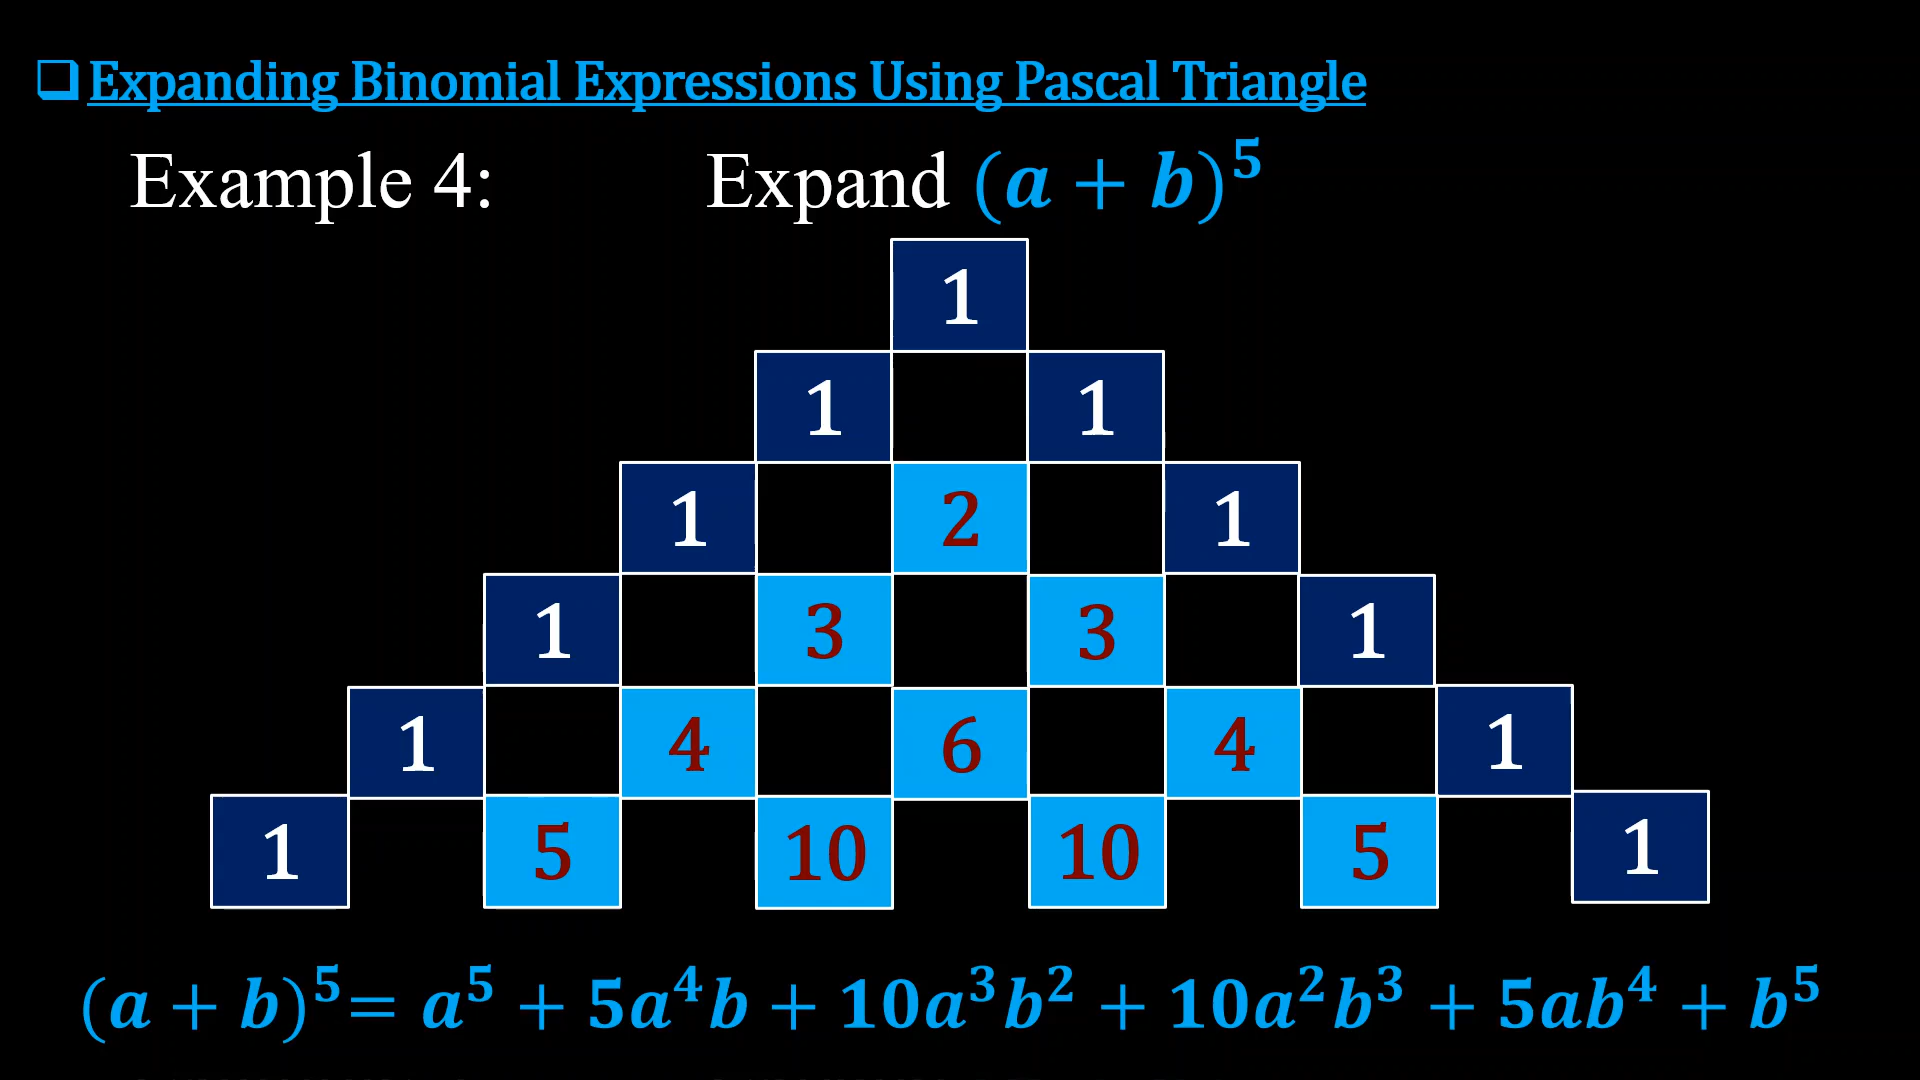 ❑ Expanding Binomial Expressions Using Pascal Triangle
Example 4: Expand (a + b)⁵
1
1 1
1 2 1
1 3 3 1
1 4 6 4 1
1 5 10 10 5 1
(a + b)⁵= a⁵ + 5a⁴b + 10a³b² + 10a²b³ + 5ab⁴ + b⁵